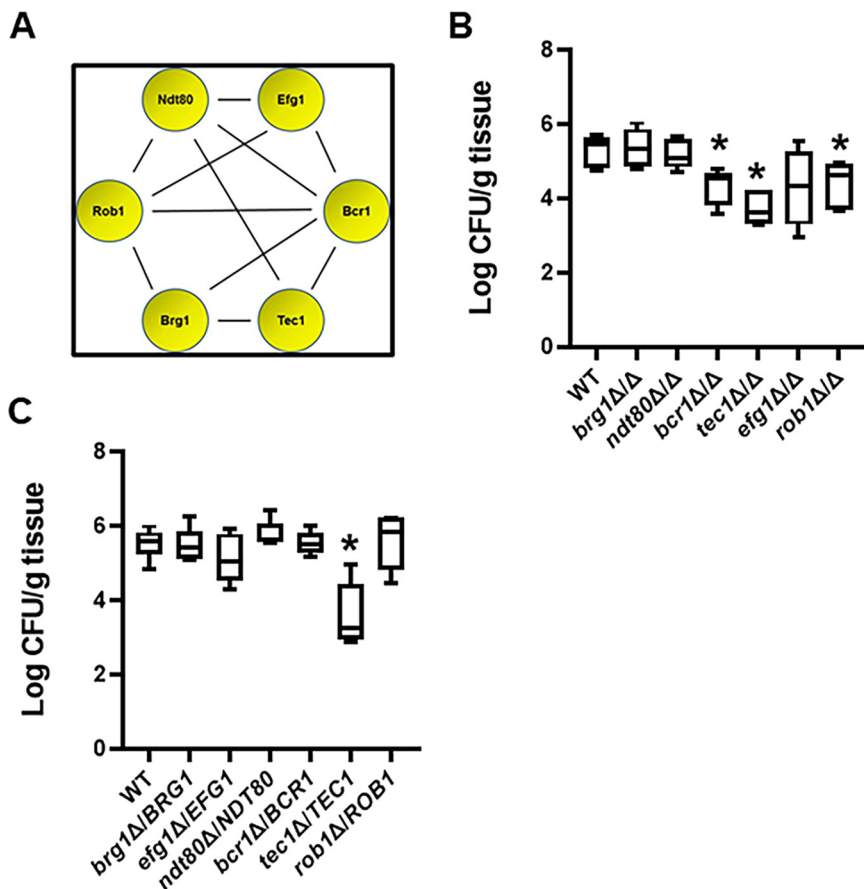 A
Ndt80
Efg1
Rob1
Bcr1
Brg1
Tec1
B
Log CFU/g tissue
8
6
4
2
0
*
*
*
WT
brg1Δ/Δ
ndt80Δ/Δ
bcr1Δ/Δ
tec1Δ/Δ
efg1Δ/Δ
rob1Δ/Δ
C
Log CFU/g tissue
8
6
4
2
0
*
WT
brg1Δ/BRG1
efg1Δ/EFG1
ndt80Δ/NDT80
bcr1Δ/BCR1
tec1Δ/TEC1
rob1Δ/ROB1